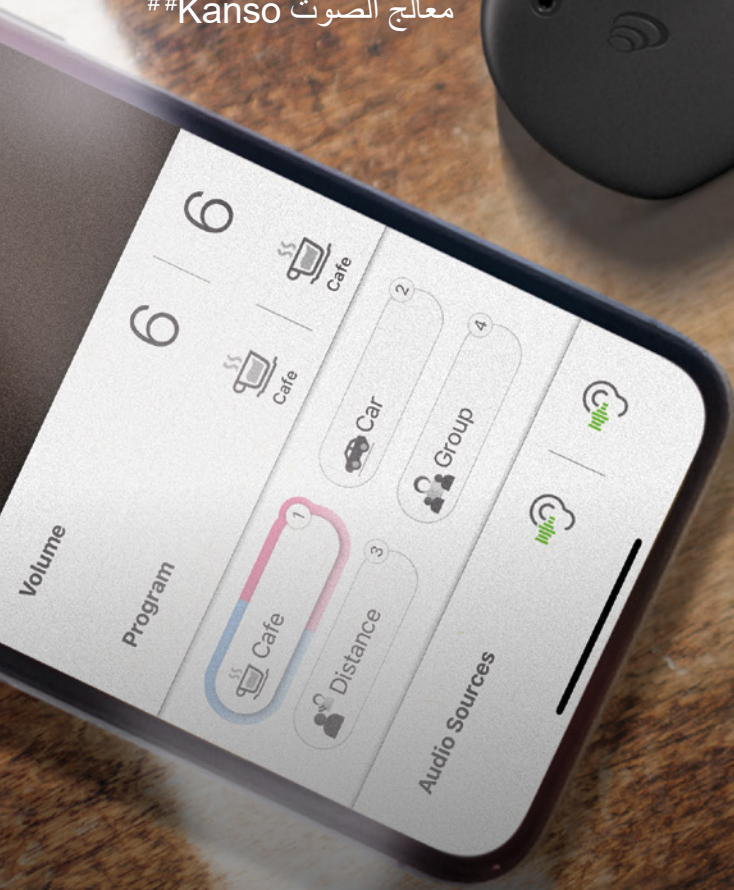 معالج الصوت Kanso##
Volume
6
6
Program
Cafe
Cafe
1
Cafe
2
Car
3
Distance
4
Group
Audio Sources